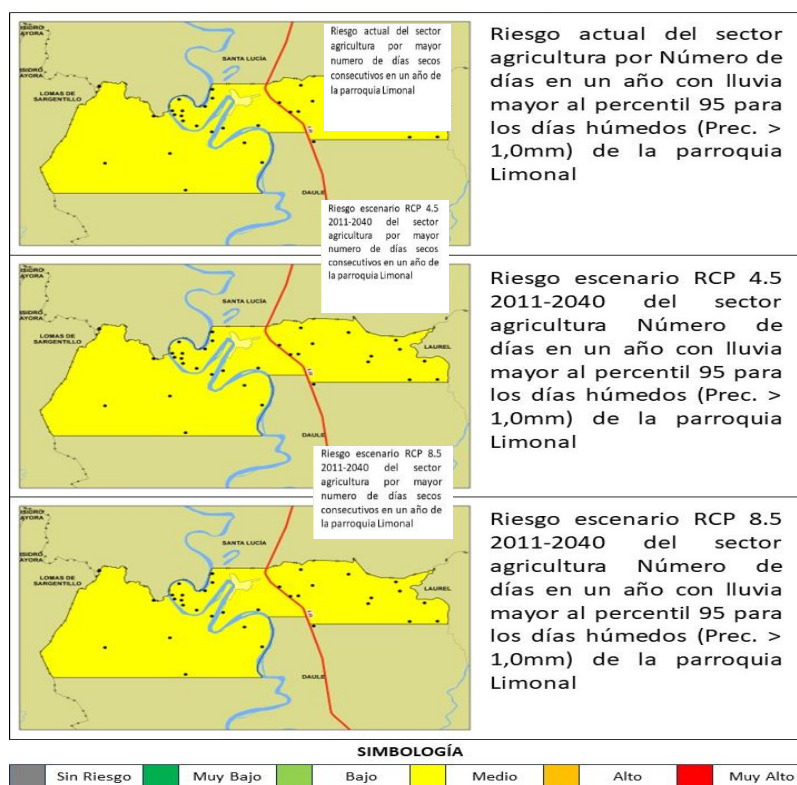 ISIDRO
AYORA
SANTA LUCÍA
LOMAS DE
SARGENTILLO
DAULE
Riesgo actual del sector
agricultura por mayor
numero de días secos
consecutivos en un año de
la parroquia Limonal
Riesgo actual del sector
agricultura por Número de
días en un año con lluvia
mayor al percentil 95 para
los días húmedos (Prec. >
1,0mm) de la parroquia
Limonal
Riesgo escenario RCP 4.5
2011-2040 del sector
agricultura por mayor
numero de días secos
consecutivos en un año de
la parroquia Limonal
ISIDRO
AYORA
SANTA LUCÍA
LOMAS DE
SARGENTILLO
LAUREL
DAULE
Riesgo escenario RCP 4.5
2011-2040 del sector
agricultura Número de
días en un año con lluvia
mayor al percentil 95 para
los días húmedos (Prec. >
1,0mm) de la parroquia
Limonal
Riesgo escenario RCP 8.5
2011-2040 del sector
agricultura por mayor
numero de días secos
consecutivos en un año de
la parroquia Limonal
ISIDRO
AYORA
SANTA LUCÍA
LOMAS DE
SARGENTILLO
LAUREL
DAULE
Riesgo escenario RCP 8.5
2011-2040 del sector
agricultura Número de
días en un año con lluvia
mayor al percentil 95 para
los días húmedos (Prec. >
1,0mm) de la parroquia
Limonal
SIMBOLOGÍA
Sin Riesgo Muy Bajo Bajo Medio Alto Muy Alto